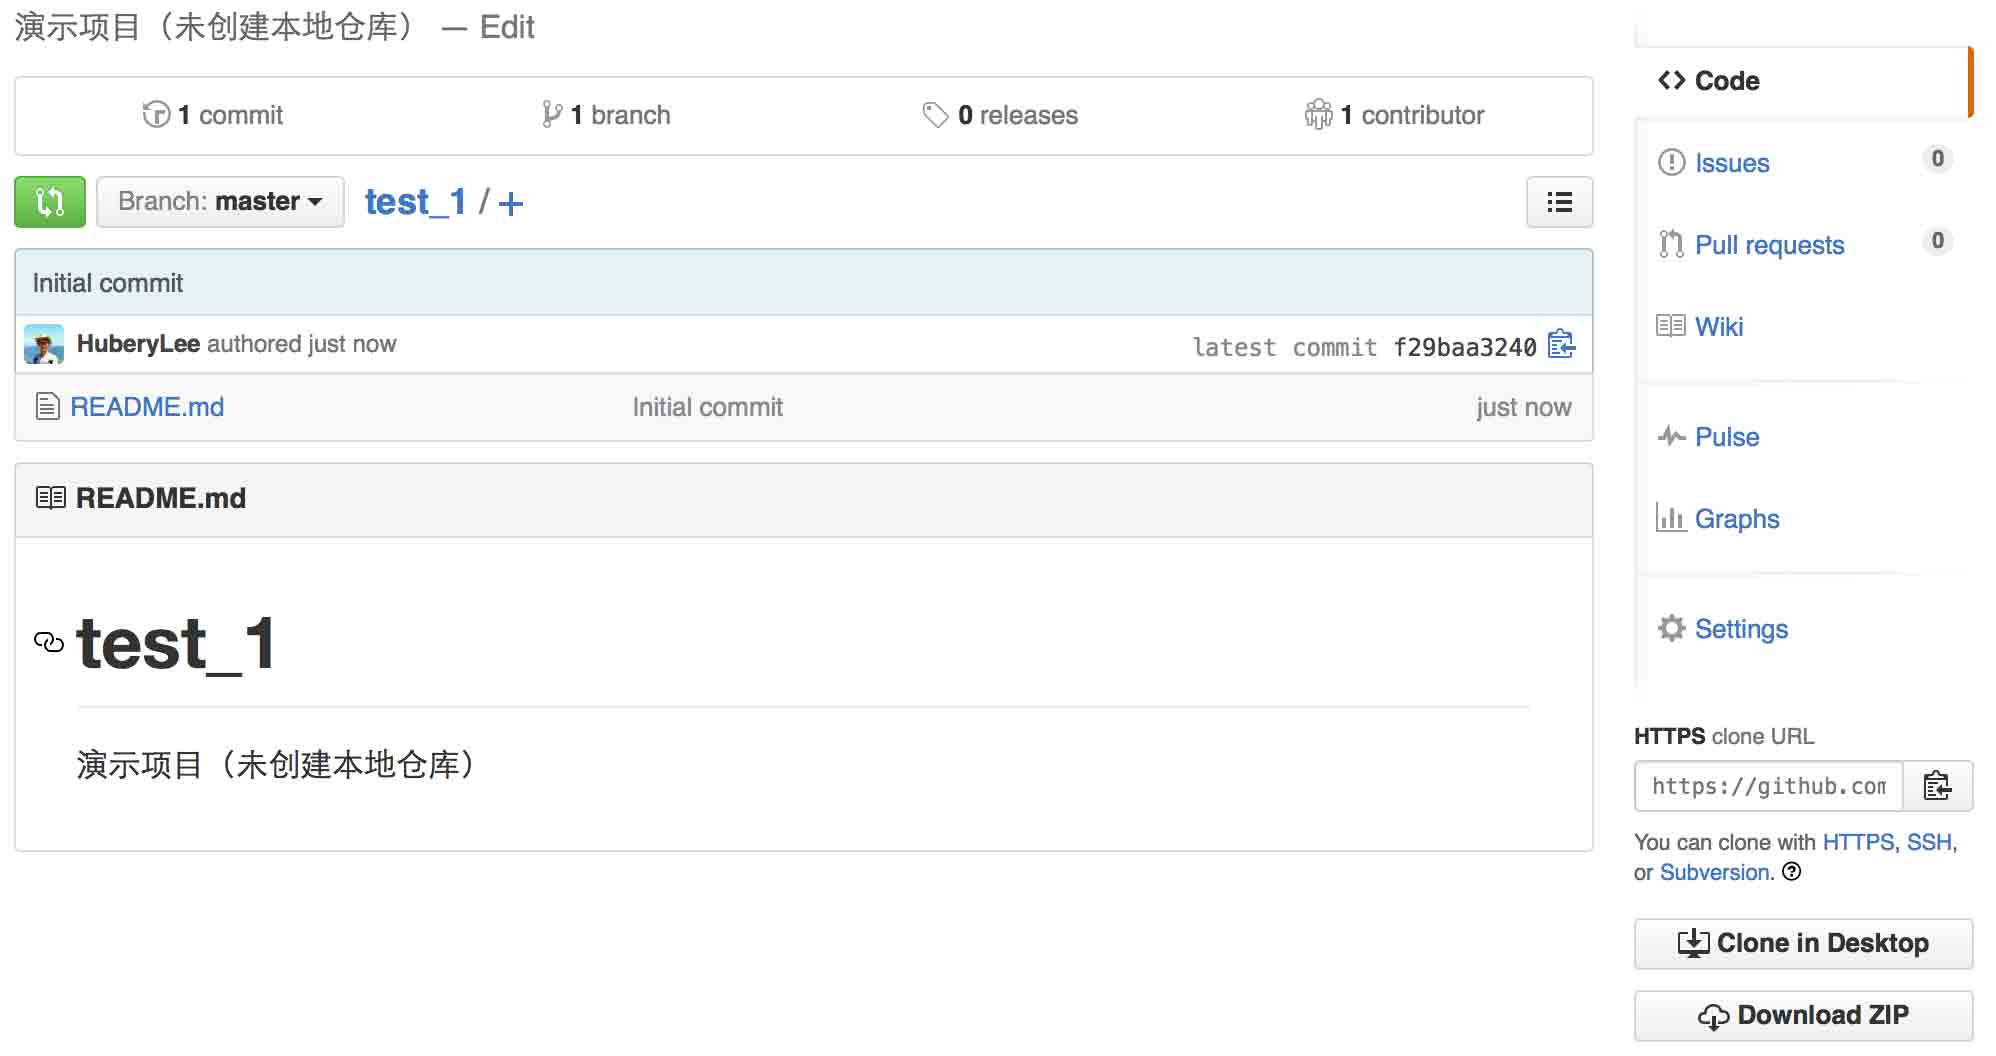 演示项目（未创建本地仓库） — Edit
1 commit
1 branch
0 releases
1 contributor
Branch: master
test_1 / +
Initial commit
HuberyLee authored just now
latest commit f29baa3240
README.md
Initial commit
just now
README.md
test_1
演示项目（未创建本地仓库）
Code
Issues 0
Pull requests 0
Wiki
Pulse
Graphs
Settings
HTTPS clone URL
https://github.com
You can clone with HTTPS, SSH,
or Subversion.
Clone in Desktop
Download ZIP